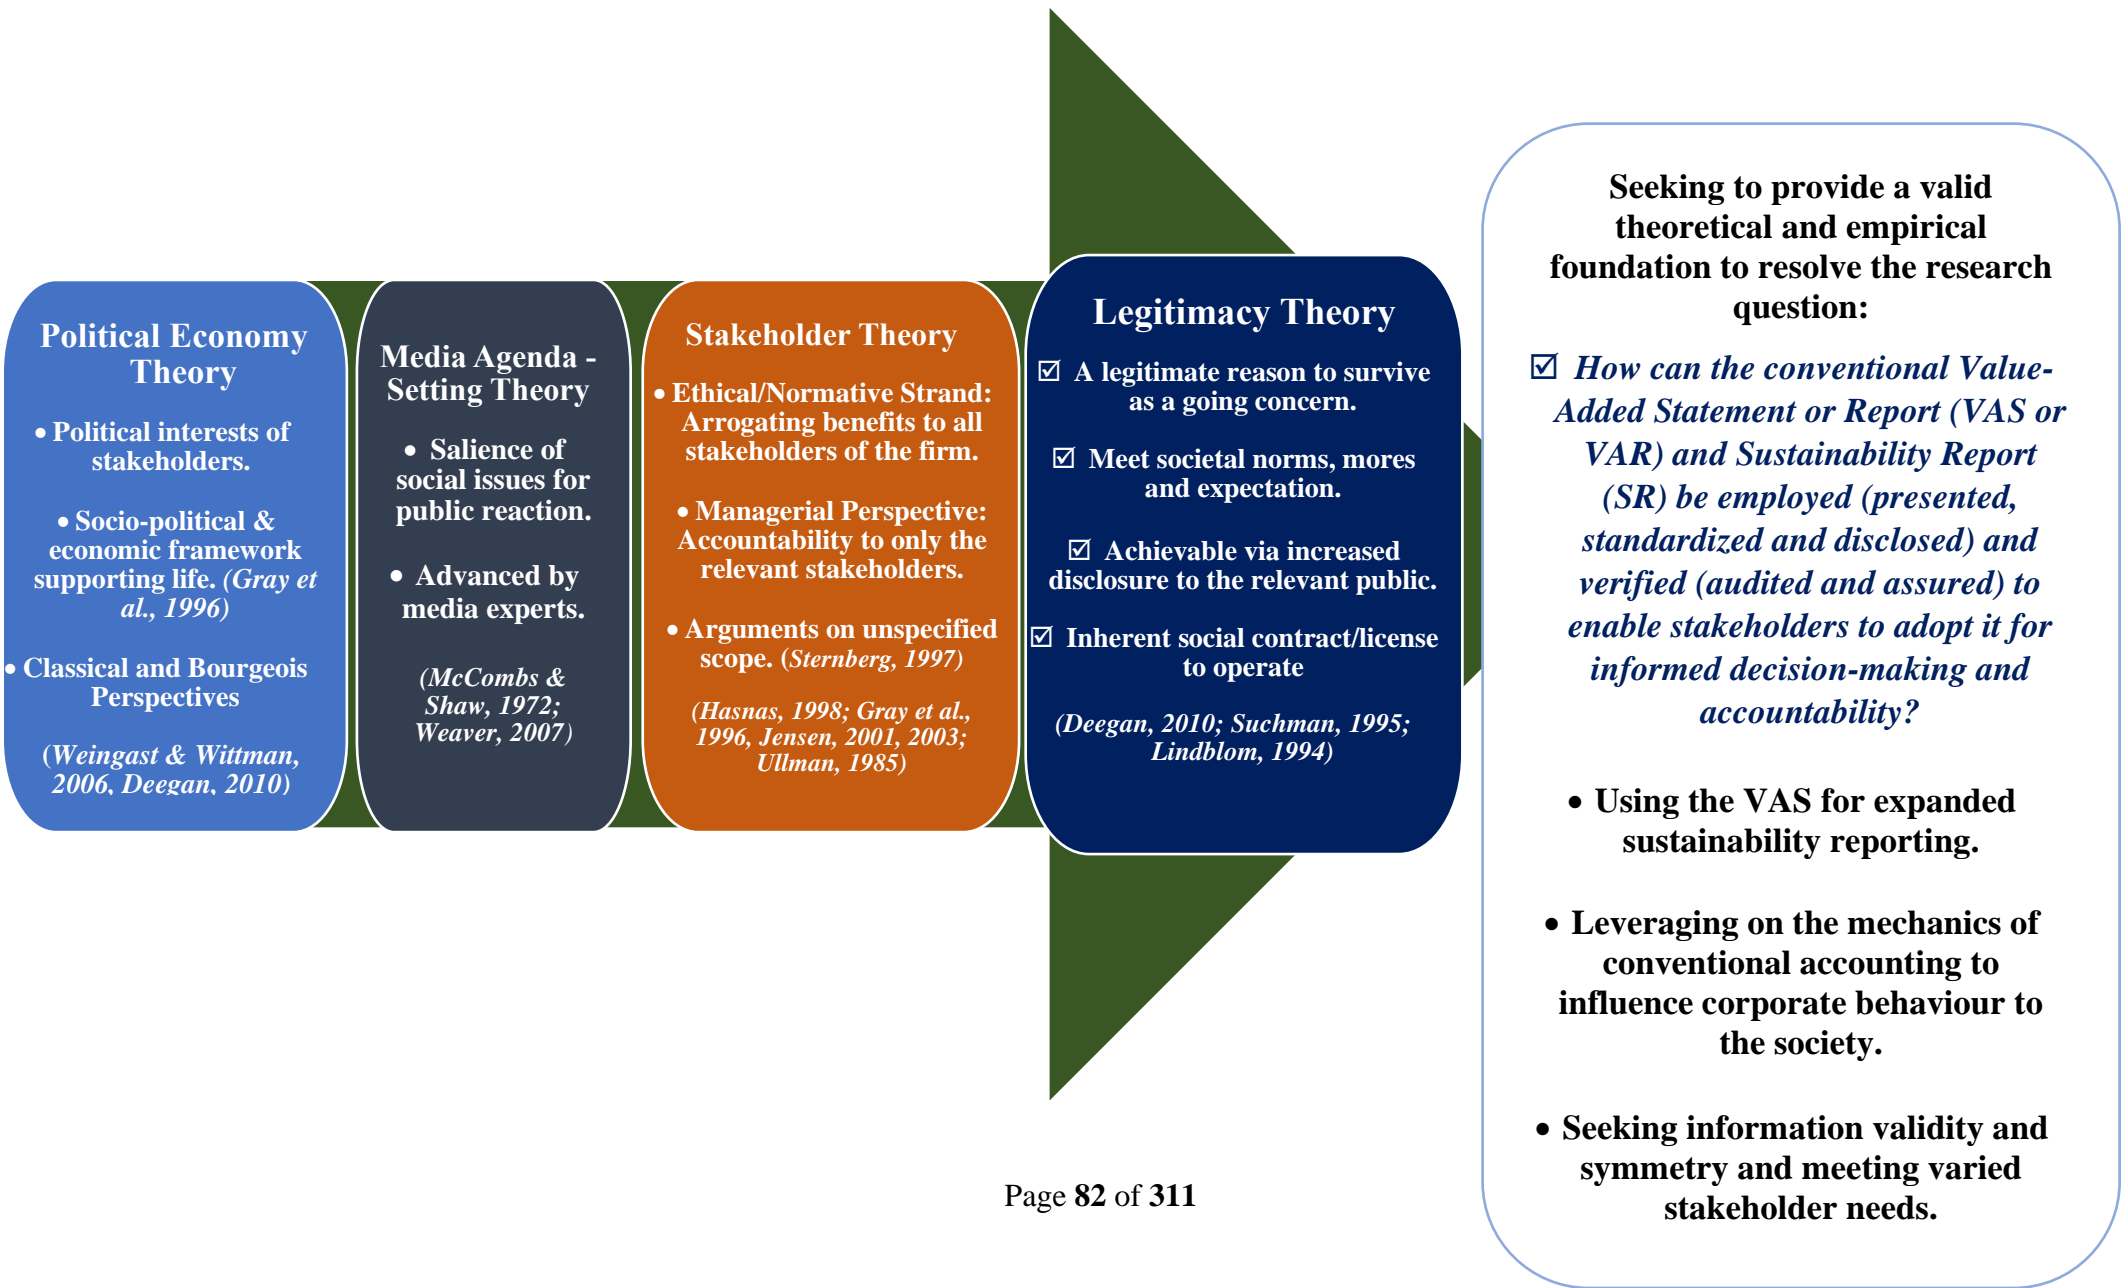 Political Economy
Theory
• Political interests of
stakeholders.
• Socio-political &
economic framework
supporting life. (Gray et
al., 1996)
• Classical and Bourgeois
Perspectives
(Weingast & Wittman,
2006, Deegan, 2010)
Media Agenda -
Setting Theory
• Salience of
social issues for
public reaction.
• Advanced by
media experts.
(McCombs &
Shaw, 1972;
Weaver, 2007)
Stakeholder Theory
• Ethical/Normative Strand:
Arrogating benefits to all
stakeholders of the firm.
• Managerial Perspective:
Accountability to only the
relevant stakeholders.
• Arguments on unspecified
scope. (Sternberg, 1997)
(Hasnas, 1998; Gray et al.,
1996, Jensen, 2001, 2003;
Ullman, 1985)
Legitimacy Theory
☑ A legitimate reason to survive
as a going concern.
☑ Meet societal norms, mores
and expectation.
☑ Achievable via increased
disclosure to the relevant public.
☑ Inherent social contract/license
to operate
(Deegan, 2010; Suchman, 1995;
Lindblom, 1994)
Seeking to provide a valid
theoretical and empirical
foundation to resolve the research
question:
☑ How can the conventional Value-
Added Statement or Report (VAS or
VAR) and Sustainability Report
(SR) be employed (presented,
standardized and disclosed) and
verified (audited and assured) to
enable stakeholders to adopt it for
informed decision-making and
accountability?
• Using the VAS for expanded
sustainability reporting.
• Leveraging on the mechanics of
conventional accounting to
influence corporate behaviour to
the society.
• Seeking information validity and
symmetry and meeting varied
stakeholder needs.
Page 82 of 311